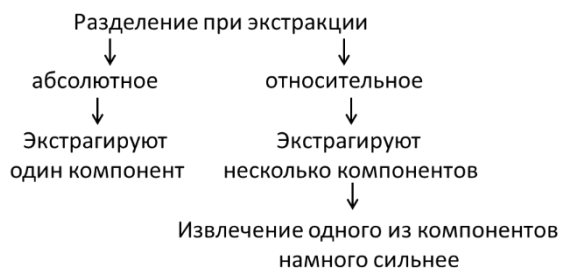 Разделение при экстракции
абсолютное
относительное
Экстрагируют
один компонент
Экстрагируют
несколько компонентов
Извлечение одного из компонентов
намного сильнее